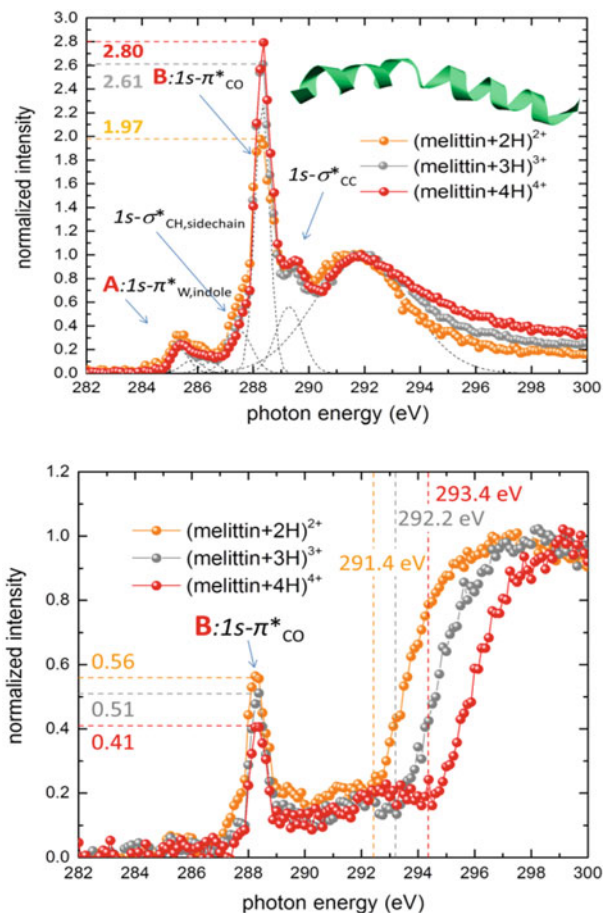 3.0
2.8
2.6
2.4
2.2
2.0
1.8
1.6
1.4
1.2
1.0
0.8
0.6
0.4
0.2
0.0
normalized intensity
2.80
2.61
1.97
B:1s-π*CO
(melittin+2H)2+
(melittin+3H)3+
(melittin+4H)4+
1s-σ*CC
1s-σ*CH,sidechain
A:1s-π*W,indole
282 284 286 288 290 292 294 296 298 300
photon energy (eV)
1.2
1.0
0.8
0.6
0.4
0.2
0.0
normalized intensity
(melittin+2H)2+
(melittin+3H)3+
(melittin+4H)4+
B:1s-π*CO
293.4 eV
292.2 eV
291.4 eV
0.56
0.51
0.41
282 284 286 288 290 292 294 296 298 300
photon energy (eV)